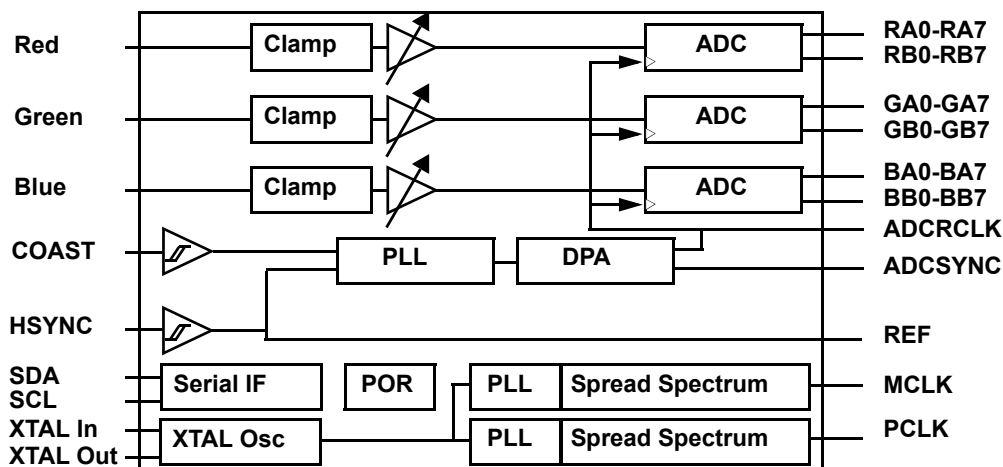 Red
Clamp
ADC
RA0-RA7
RB0-RB7
Green
Clamp
ADC
GA0-GA7
GB0-GB7
Blue
Clamp
ADC
BA0-BA7
BB0-BB7
ADCRCLK
COAST
PLL
DPA
ADCSYNC
HSYNC
REF
SDA
SCL
Serial IF
POR
PLL
Spread Spectrum
MCLK
XTAL In
XTAL Out
XTAL Osc
PLL
Spread Spectrum
PCLK